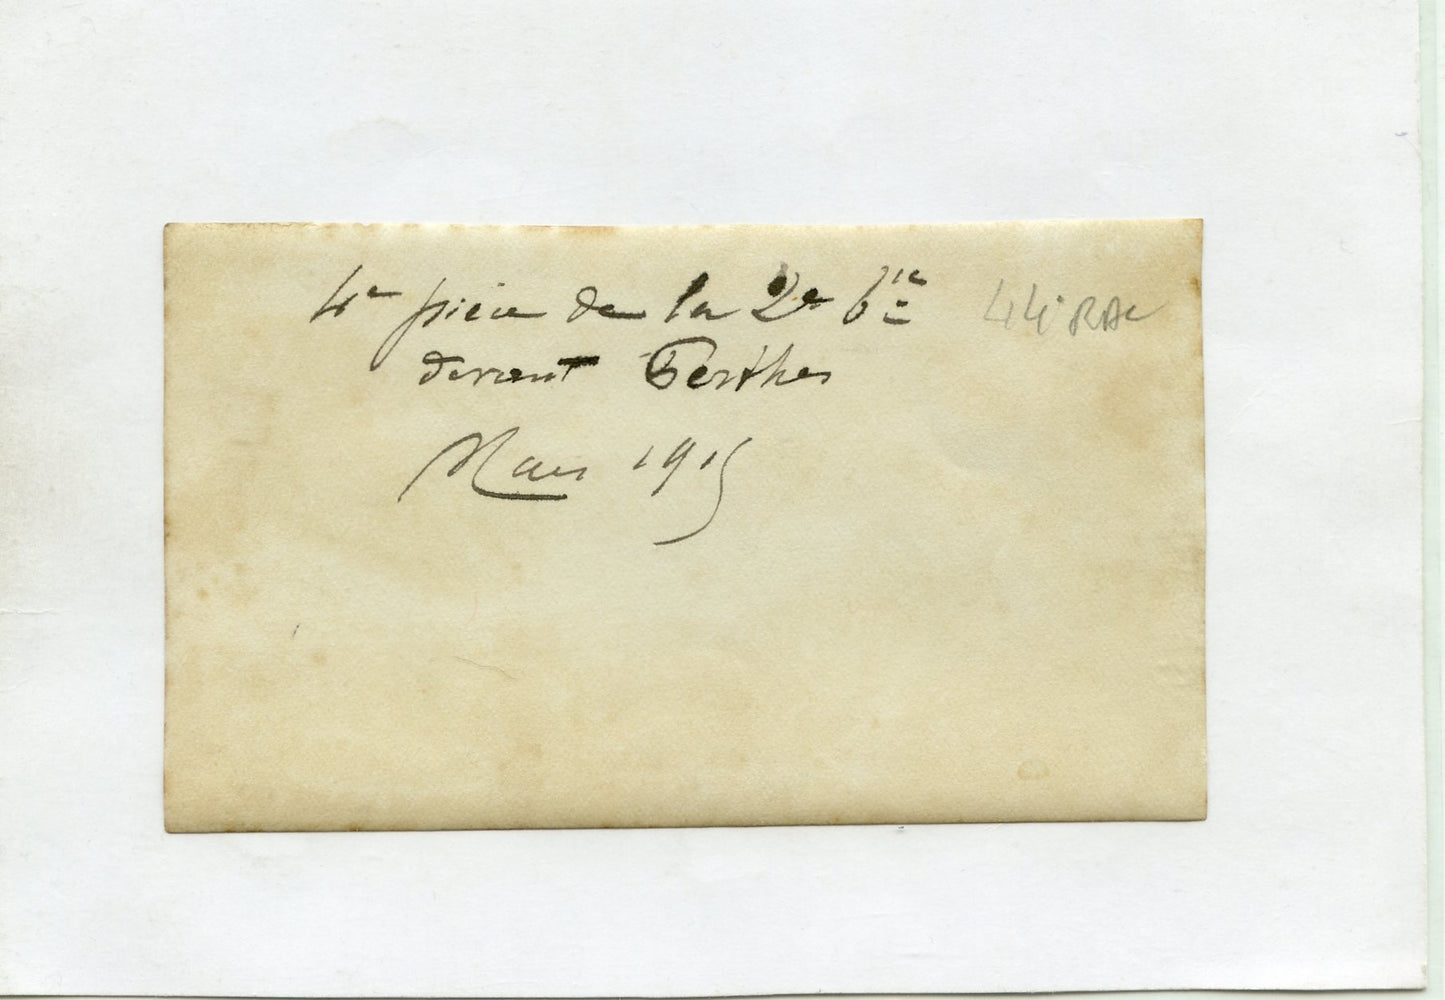 4e pièce de la 2e bie 44e RAC
devant Perthes
Mars 1915